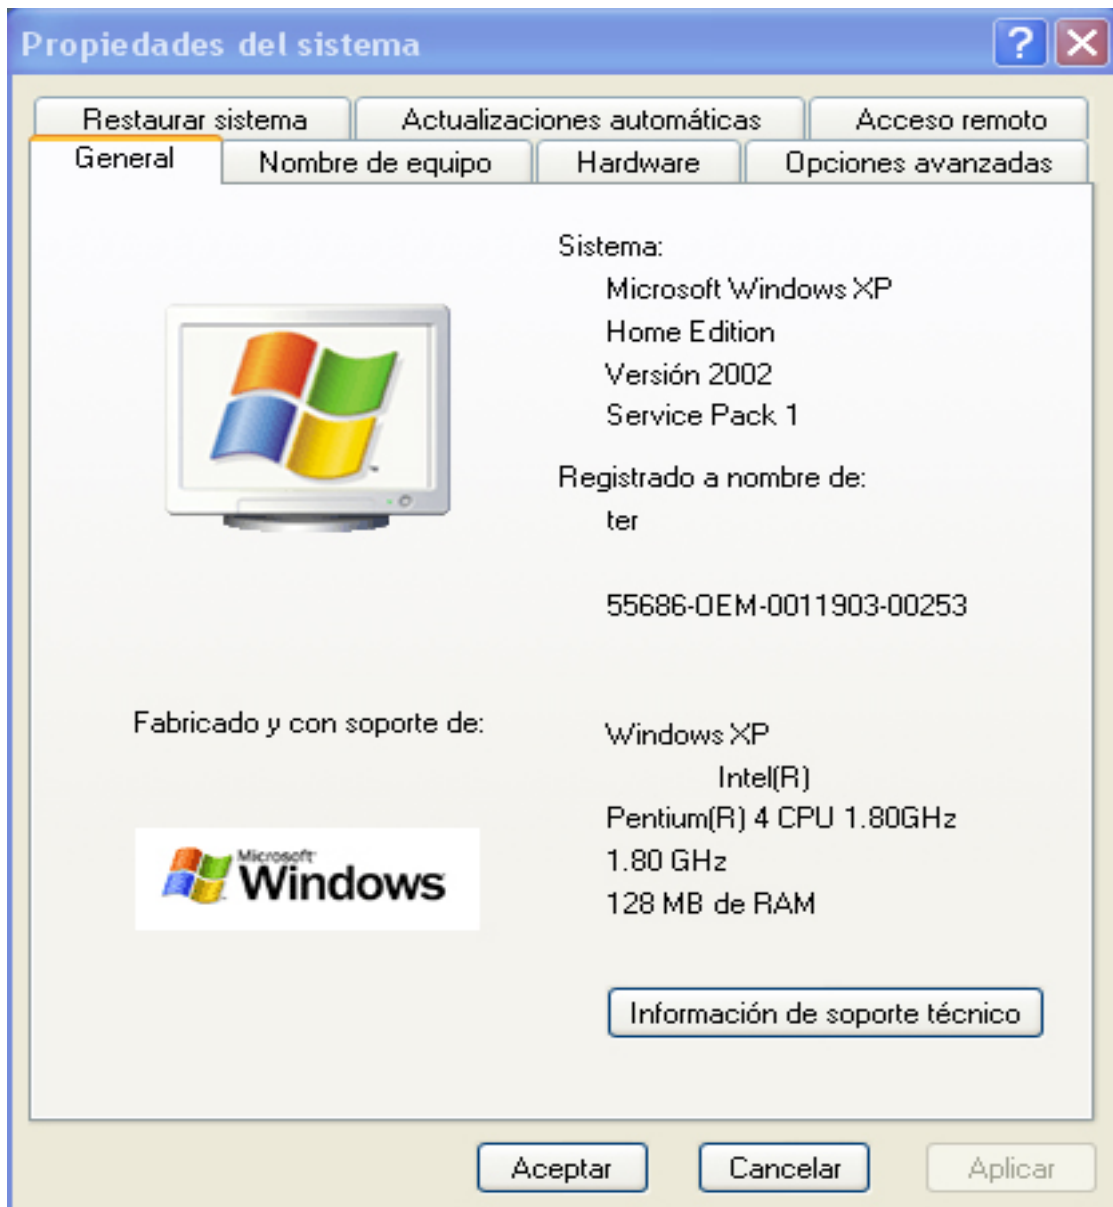 Propiedades del sistema
Restaurar sistema
Actualizaciones automáticas
Acceso remoto
General
Nombre de equipo
Hardware
Opciones avanzadas
Sistema:
Microsoft Windows XP
Home Edition
Versión 2002
Service Pack 1
Registrado a nombre de:
ter
55686-OEM-0011903-00253
Fabricado y con soporte de:
Microsoft
Windows
Windows XP
Intel(R)
Pentium(R) 4 CPU 1.80GHz
1.80 GHz
128 MB de RAM
Información de soporte técnico
Aceptar
Cancelar
Aplicar